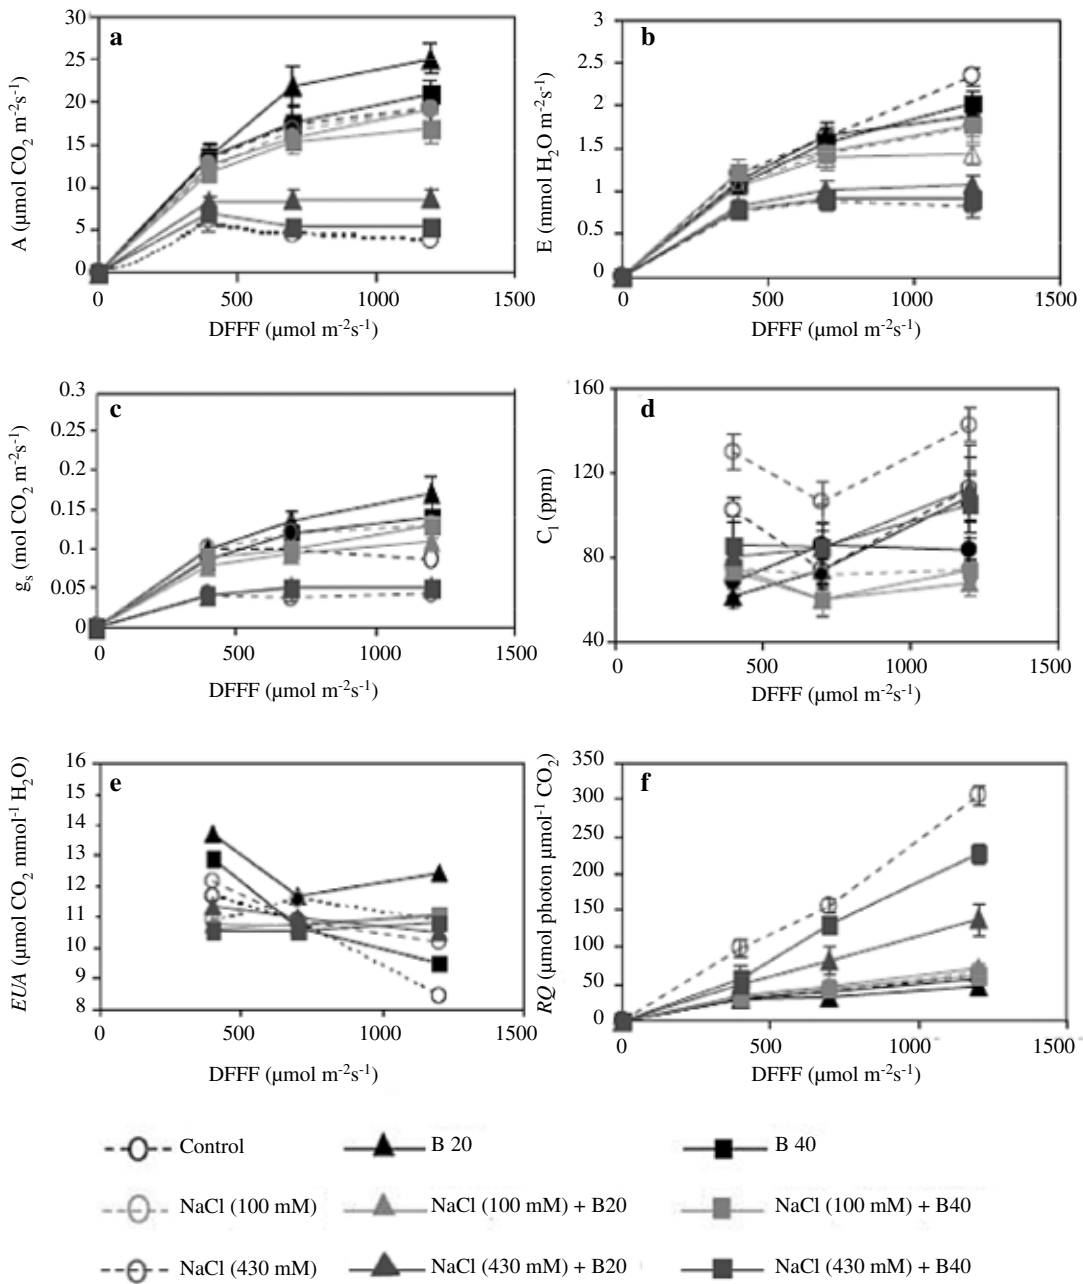 a
30
25
20
15
10
5
0
A (µmol CO2 m-2s-1)
0 500 1000 1500
DFFF (µmol m-2s-1)
b
3
2.5
2
1.5
1
0.5
0
E (mmol H2O m-2s-1)
0 500 1000 1500
DFFF (µmol m-2s-1)
c
0.3
0.25
0.2
0.15
0.1
0.05
0
gs (mol CO2 m-2s-1)
0 500 1000 1500
DFFF (µmol m-2s-1)
d
160
120
80
40
Cl (ppm)
0 500 1000 1500
DFFF (µmol m-2s-1)
e
16
15
14
13
12
11
10
9
8
EUA (µmol CO2 mmol-1 H2O)
0 500 1000 1500
DFFF (µmol m-2s-1)
f
350
300
250
200
150
100
50
0
RQ (µmol photon µmol-1 CO2)
0 500 1000 1500
DFFF (µmol m-2s-1)
Control B 20 B 40
NaCl (100 mM) NaCl (100 mM) + B20 NaCl (100 mM) + B40
NaCl (430 mM) NaCl (430 mM) + B20 NaCl (430 mM) + B40